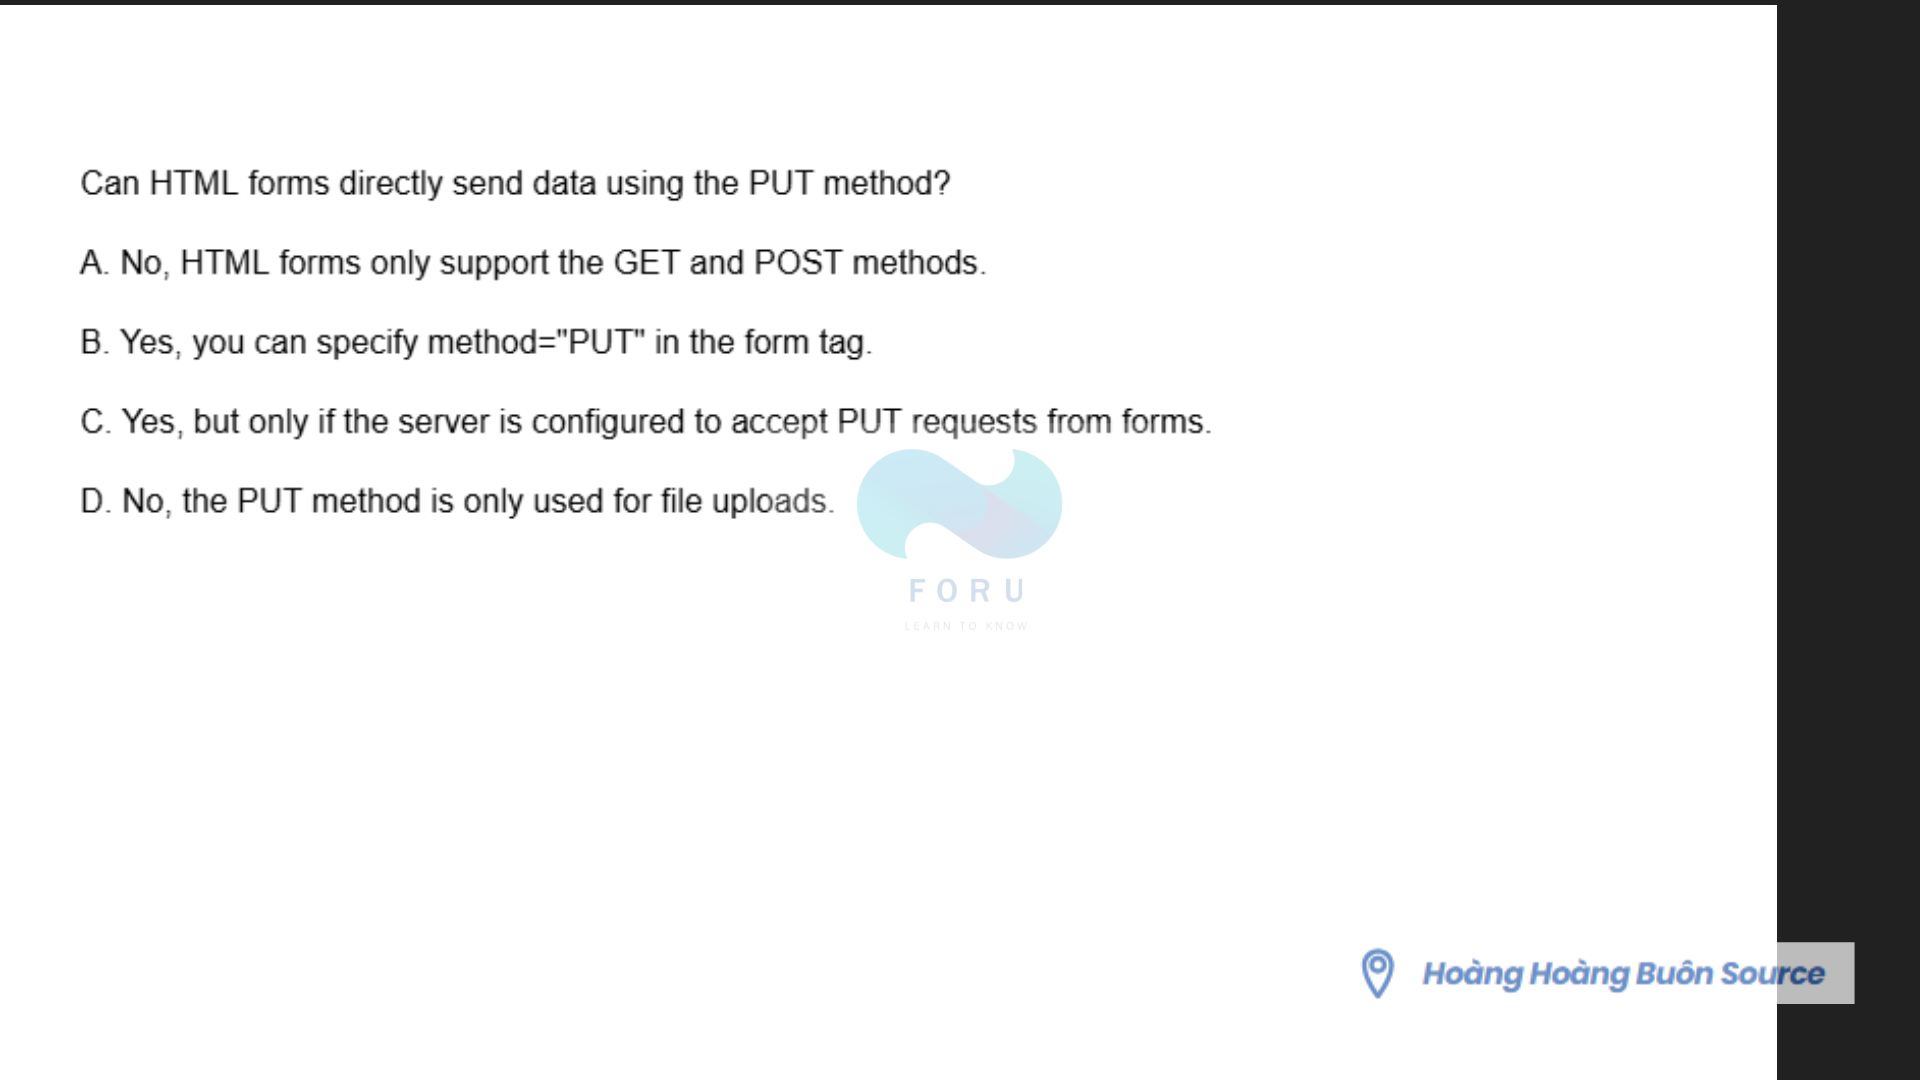 Can HTML forms directly send data using the PUT method?
A. No, HTML forms only support the GET and POST methods.
B. Yes, you can specify method="PUT" in the form tag.
C. Yes, but only if the server is configured to accept PUT requests from forms.
D. No, the PUT method is only used for file uploads.
FORU
LEARN TO KNOW
Hoàng Hoàng Buôn Source